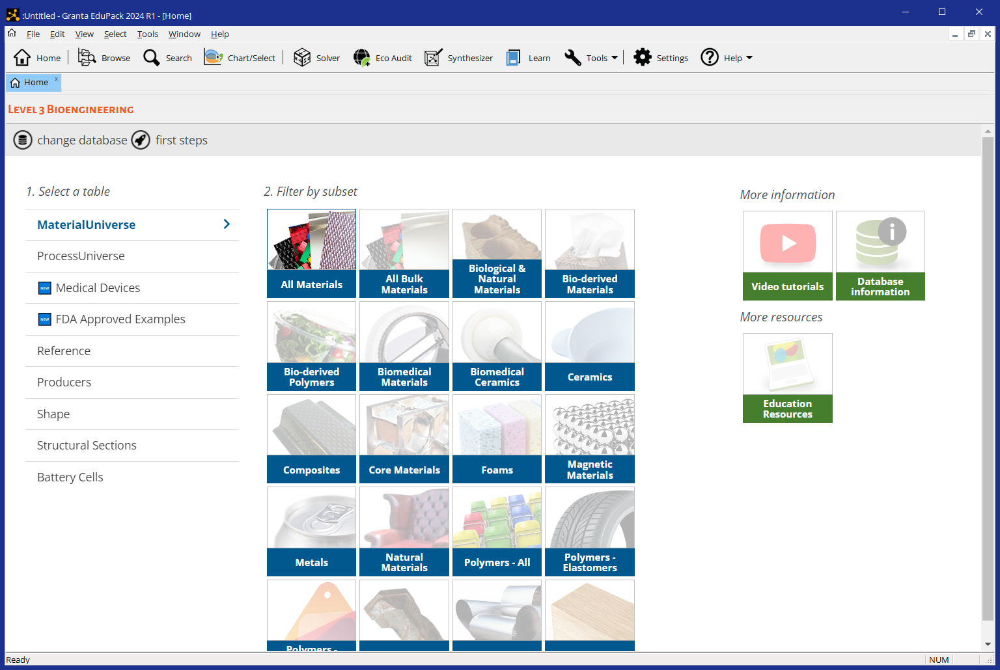 :Untitled - Granta EduPack 2024 R1 - [Home]
File Edit View Select Tools Window Help
Home Browse Search Chart/Select Solver Eco Audit Synthesizer Learn Tools Settings Help
Home x
Level 3 Bioengineering
change database first steps
1. Select a table
MaterialUniverse
ProcessUniverse
NEW Medical Devices
NEW FDA Approved Examples
Reference
Producers
Shape
Structural Sections
Battery Cells
2. Filter by subset
All Materials
All Bulk
Materials
Biological &
Natural
Materials
Bio-derived
Materials
Bio-derived
Polymers
Biomedical
Materials
Biomedical
Ceramics
Ceramics
Composites
Core Materials
Foams
Magnetic
Materials
Metals
Natural
Materials
Polymers - All
Polymers -
Elastomers
Polymers -
More information
Video tutorials
Database
information
More resources
Education
Resources
Ready
NUM